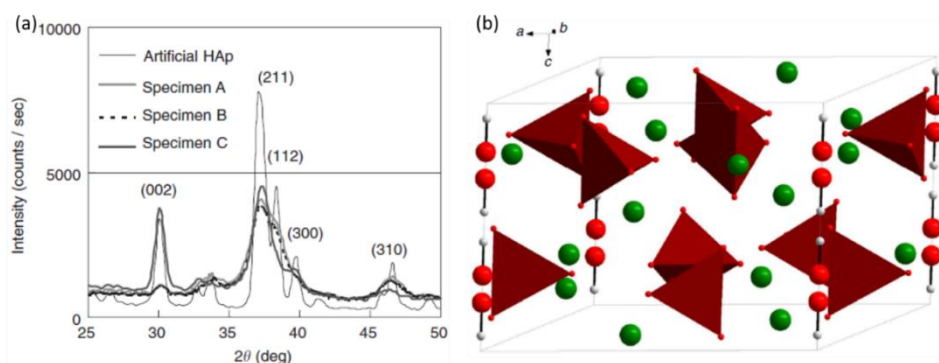 (a)
10000
Artificial HAp
Specimen A
Specimen B
Specimen C
(211)
(112)
(002)
(300)
(310)
5000
0
Intensity (counts / sec)
25 30 35 40 45 50
2θ (deg)
(b)
a b
c